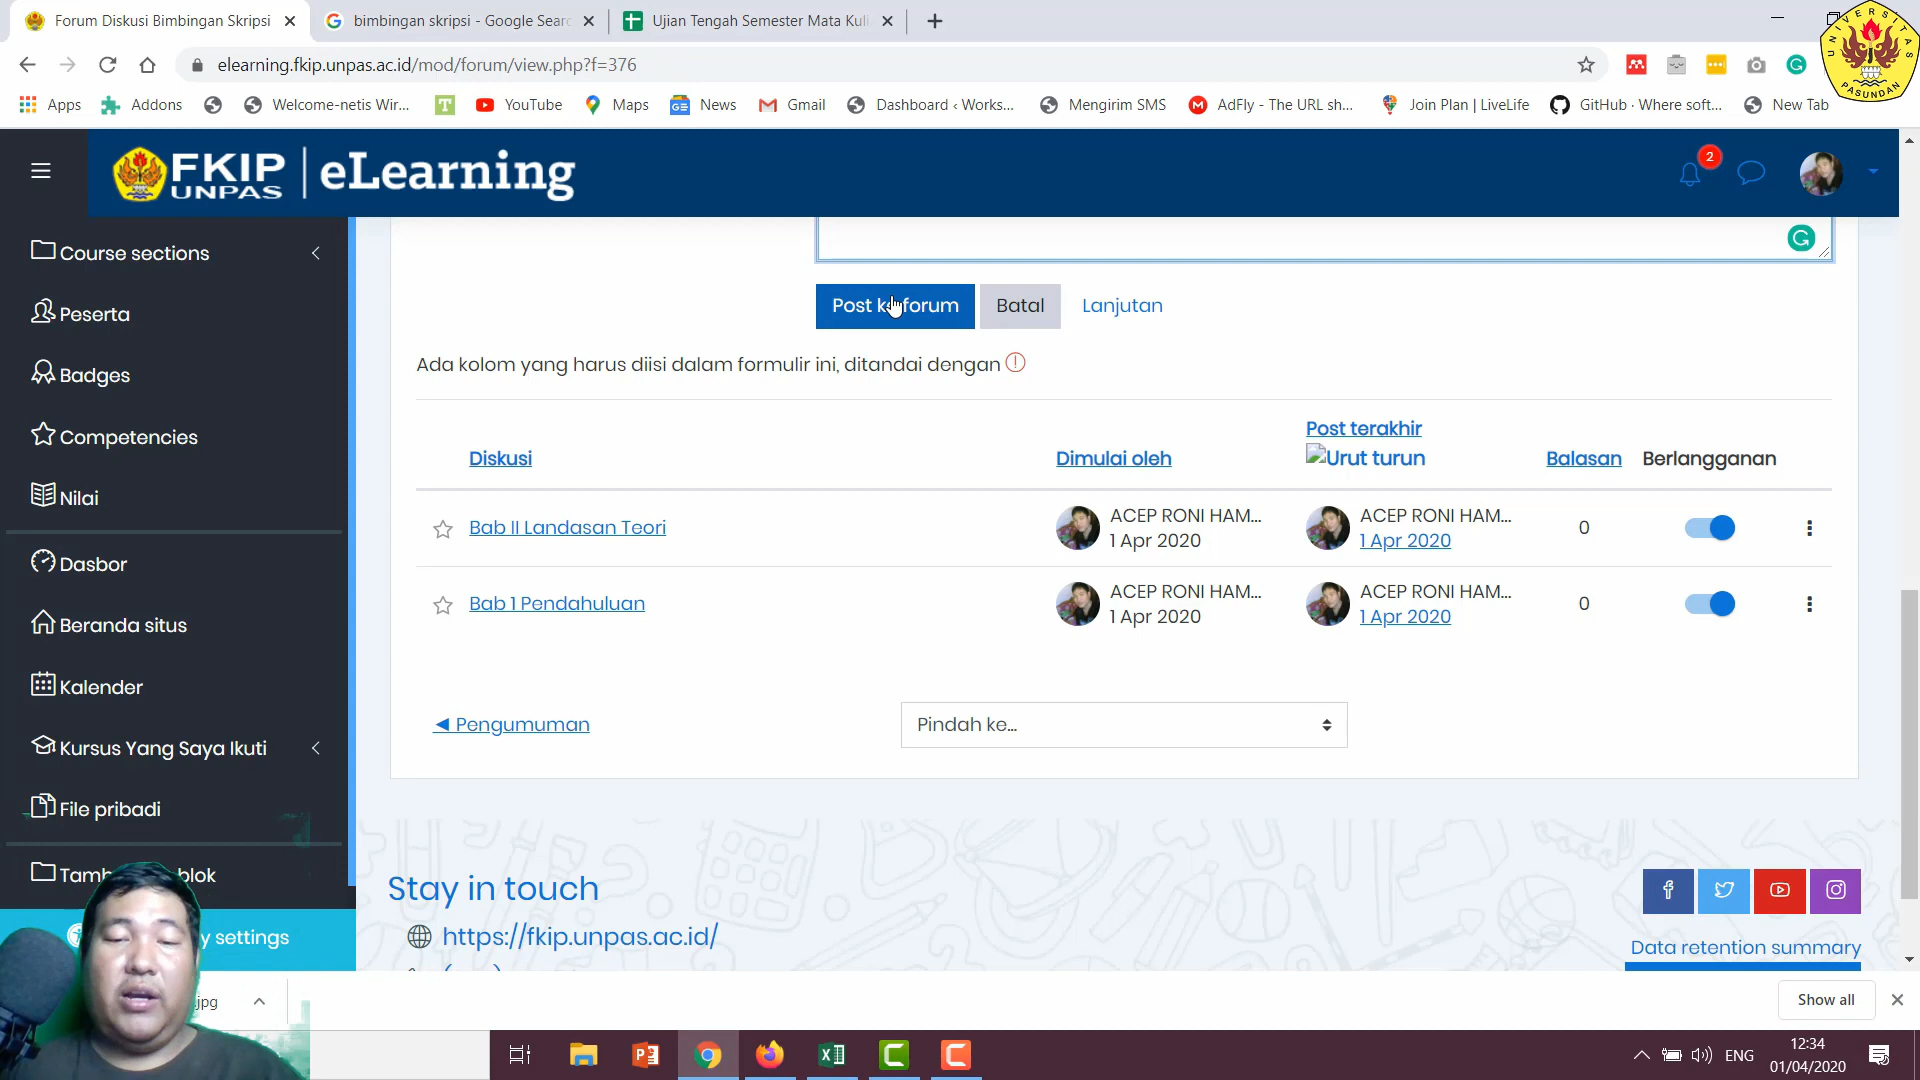 Forum Diskusi Bimbingan Skripsi
bimbingan skripsi - Google Sear
Ujian Tengah Semester Mata Kuli
elearning.fkip.unpas.ac.id/mod/forum/view.php?f=376
Apps
Addons
Welcome-netis Wir...
YouTube
Maps
News
Gmail
Dashboard ‹ Works...
Mengirim SMS
AdFly - The URL sh...
Join Plan | LiveLife
GitHub · Where soft...
New Tab
UNIVERSITAS
PASUNDAN
FKIP
UNPAS
eLearning
2
Course sections
Peserta
Badges
Competencies
Nilai
Dasbor
Beranda situs
Kalender
Kursus Yang Saya Ikuti
File pribadi
blok
settings
Post ke forum
Batal
Lanjutan
Ada kolom yang harus diisi dalam formulir ini, ditandai dengan
Diskusi
Dimulai oleh
Post terakhir
Urut turun
Balasan
Berlangganan
Bab II Landasan Teori
ACEP RONI HAM...
1 Apr 2020
ACEP RONI HAM...
1 Apr 2020
0
Bab 1 Pendahuluan
ACEP RONI HAM...
1 Apr 2020
ACEP RONI HAM...
1 Apr 2020
0
◄ Pengumuman
Pindah ke...
Stay in touch
https://fkip.unpas.ac.id/
Data retention summary
.jpg
Show all
ENG
12:34
01/04/2020